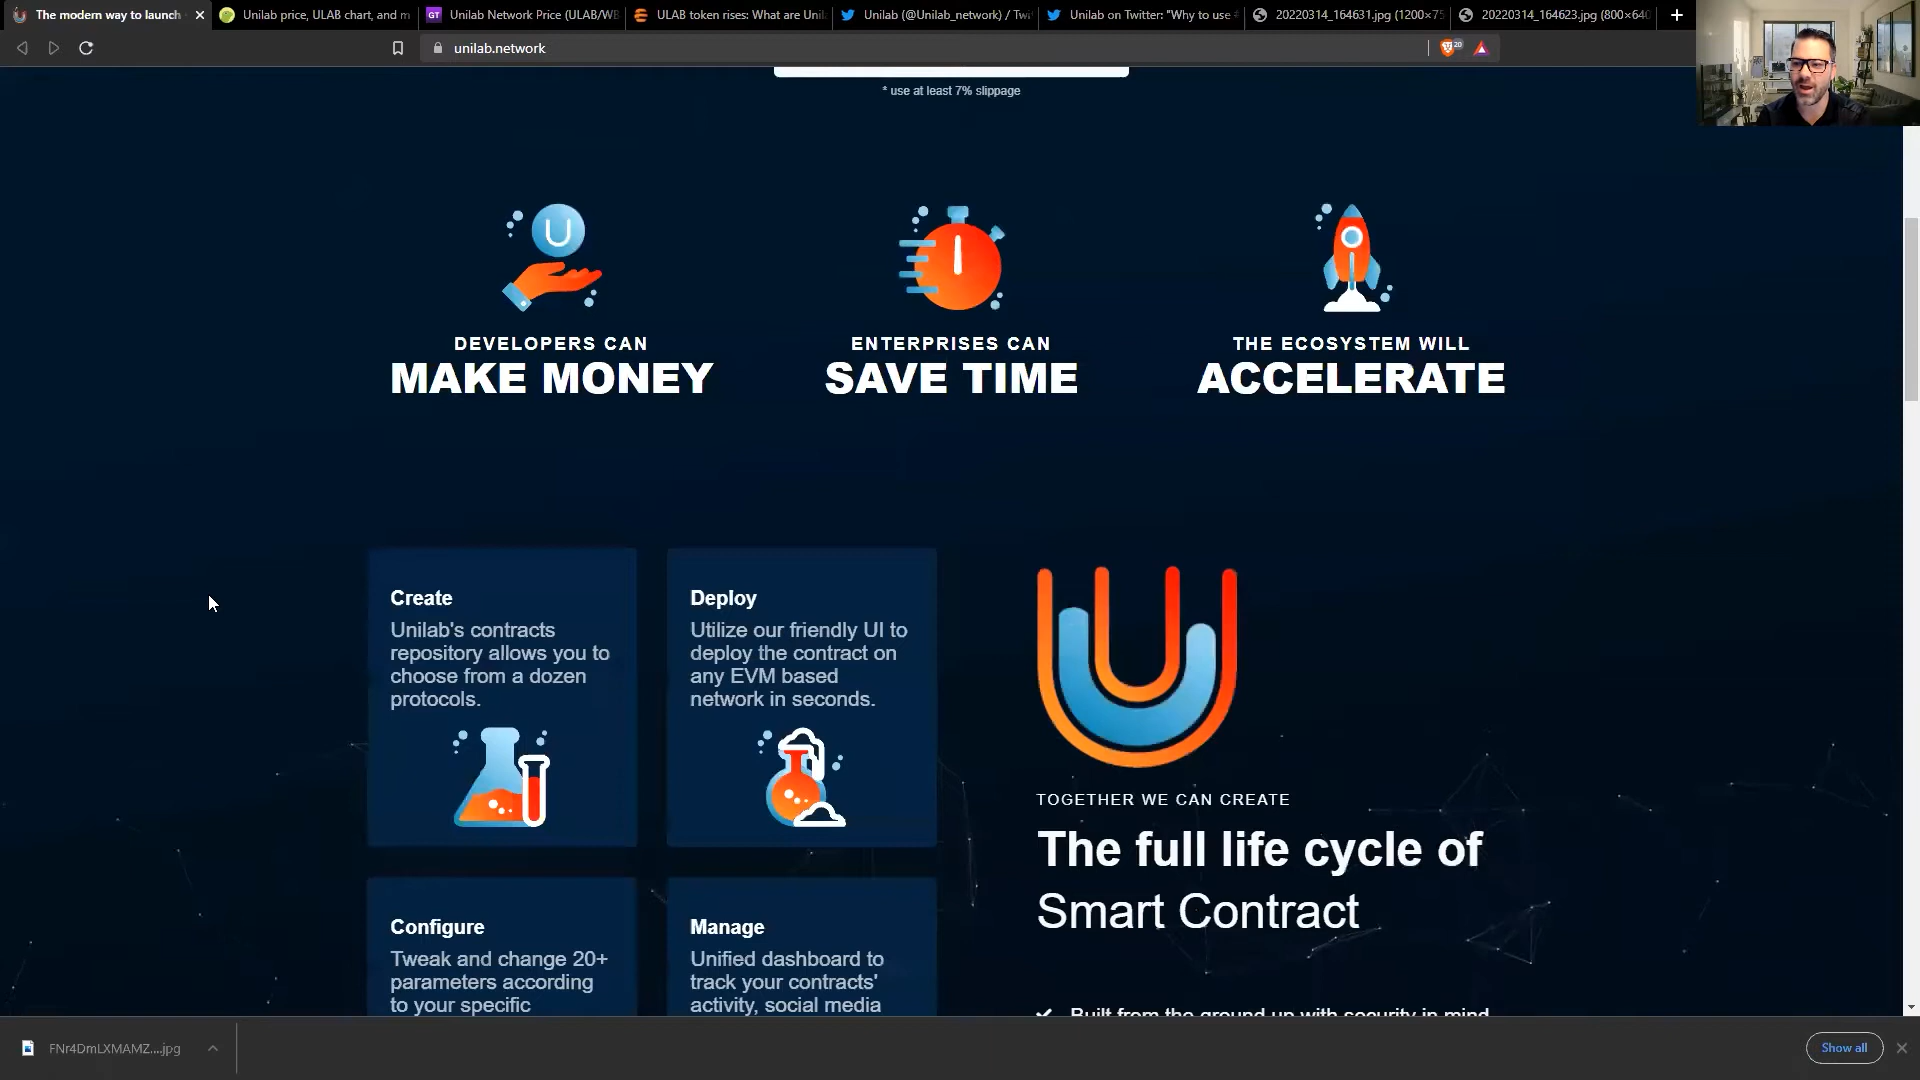 The modern way to launch
Unilab price, ULAB chart, and m
GT Unilab Network Price (ULAB/WB
ULAB token rises: What are Unil
Unilab (@Unilab_network) / Twi
Unilab on Twitter: "Why to use #
20220314_164631.jpg (1200×75
20220314_164623.jpg (800×640
unilab.network
20
* use at least 7% slippage
U
DEVELOPERS CAN
MAKE MONEY
ENTERPRISES CAN
SAVE TIME
THE ECOSYSTEM WILL
ACCELERATE
Create
Unilab's contracts
repository allows you to
choose from a dozen
protocols.
Deploy
Utilize our friendly UI to
deploy the contract on
any EVM based
network in seconds.
TOGETHER WE CAN CREATE
The full life cycle of
Smart Contract
Configure
Tweak and change 20+
parameters according
to your specific
Manage
Unified dashboard to
track your contracts'
activity, social media
Built from the ground up with security in mind
FNr4DmLXMAMZ....jpg
Show all